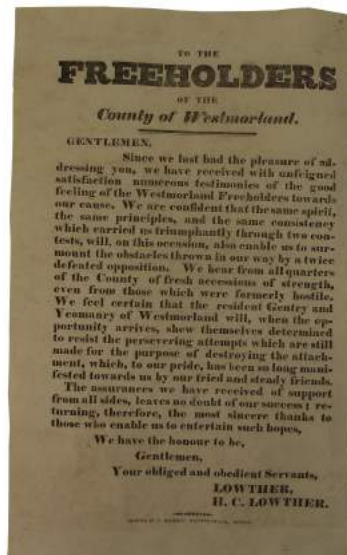 TO THE
FREEHOLDERS
OF THE
County of Westmorland.
GENTLEMEN,
Since we last had the pleasure of ad-
dressing you, we have received with unfeigned
satisfaction numerous testimonies of the good
feeling of the Westmorland Freeholders towards
our cause. We are confident that the same spirit,
the same principles, and the same consistency
which carried us triumphantly through two con-
tests, will, on this occasion, also enable us to sur-
mount the obstacles thrown in our way by a twice
defeated opposition. We hear from all quarters
of the County of fresh accessions of strength,
even from those which were formerly hostile.
We feel certain that the resident Gentry and
Yeomanry of Westmorland will, when the op-
portunity arrives, shew themselves determined
to resist the persevering attempts which are still
made for the purpose of destroying the attach-
ment, which, to our pride, has been so long mani-
fested towards us by our tried and steady friends.
The assurances we have received of support
from all sides, leaves no doubt of our success; re-
turning, therefore, the most sincere thanks to
those who enable us to entertain such hopes,
We have the honour to be,
Gentlemen,
Your obliged and obedient Servants,
LOWTHER,
H. C. LOWTHER.